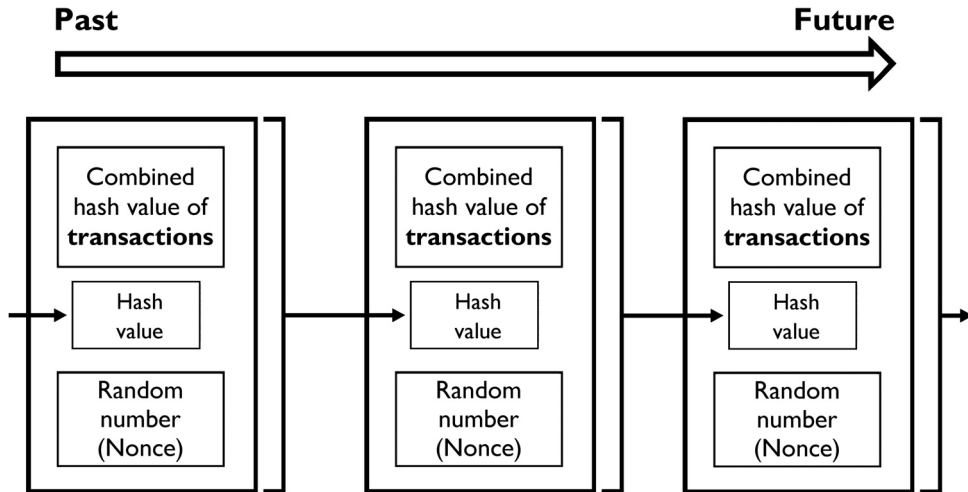 Past
Future
Combined
hash value of
transactions
Hash
value
Random
number
(Nonce)
Combined
hash value of
transactions
Hash
value
Random
number
(Nonce)
Combined
hash value of
transactions
Hash
value
Random
number
(Nonce)